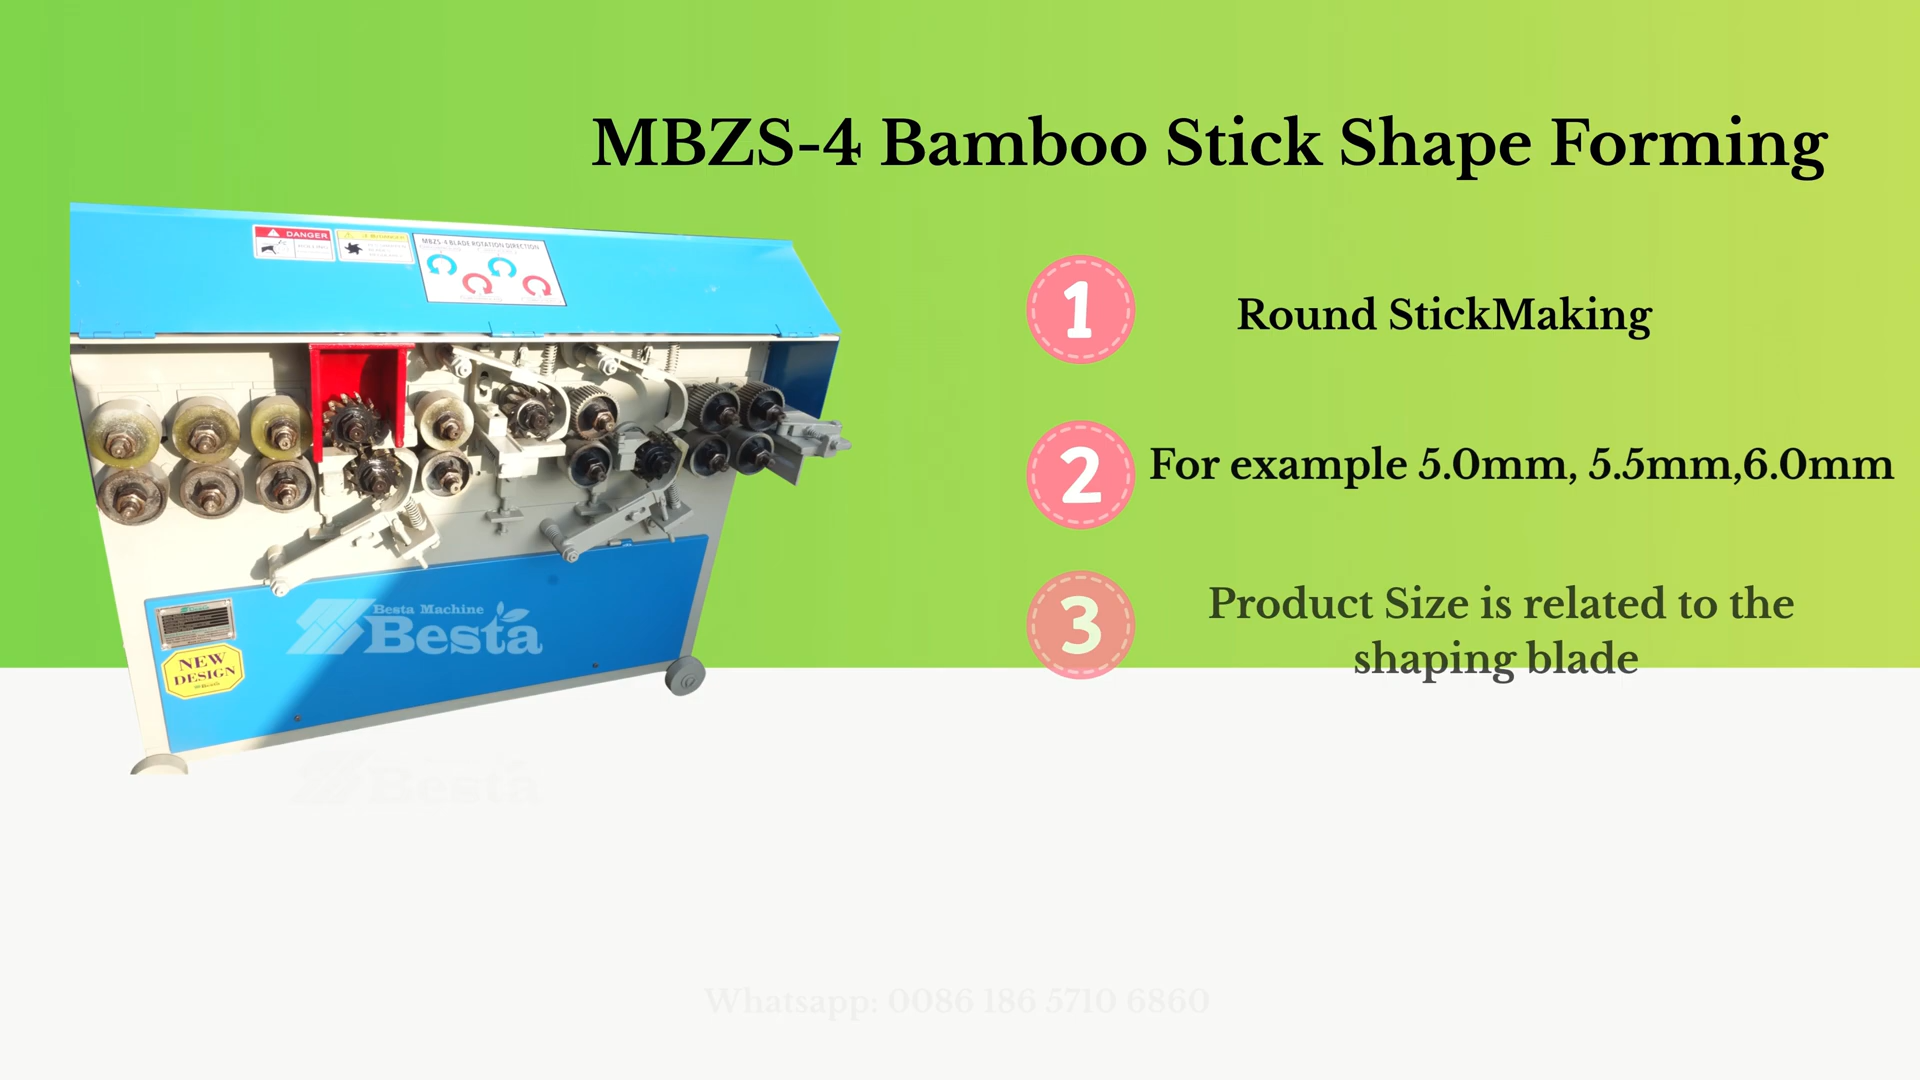 MBZS-4 Bamboo Stick Shape Forming
DANGER
MBZS-4 BLADE ROTATION DIRECTION
1
Round StickMaking
2
For example 5.0mm, 5.5mm,6.0mm
3
Product Size is related to the
shaping blade
Besta Machine
Besta
NEW
DESIGN
Besta
Whatsapp: 0086 186 5710 6860